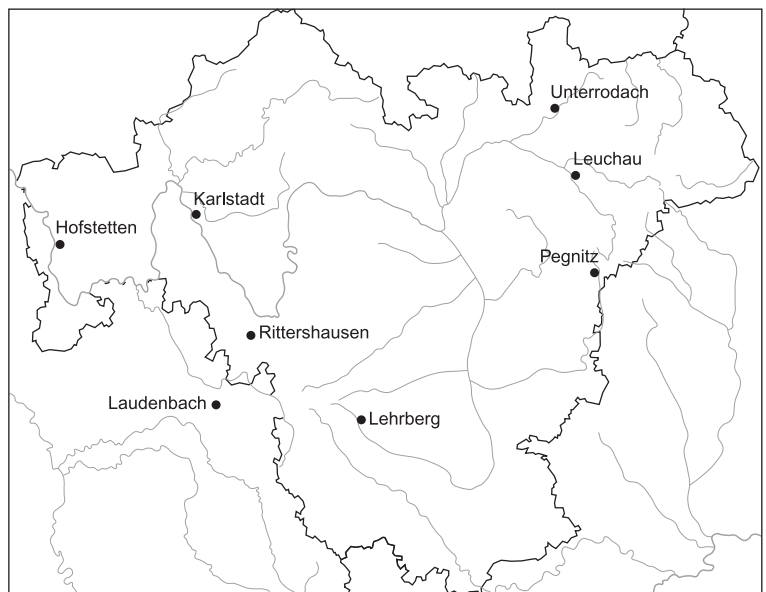 Unterrodach
Leuchau
Karlstadt
Hofstetten
Pegnitz
Rittershausen
Laudenbach
Lehrberg